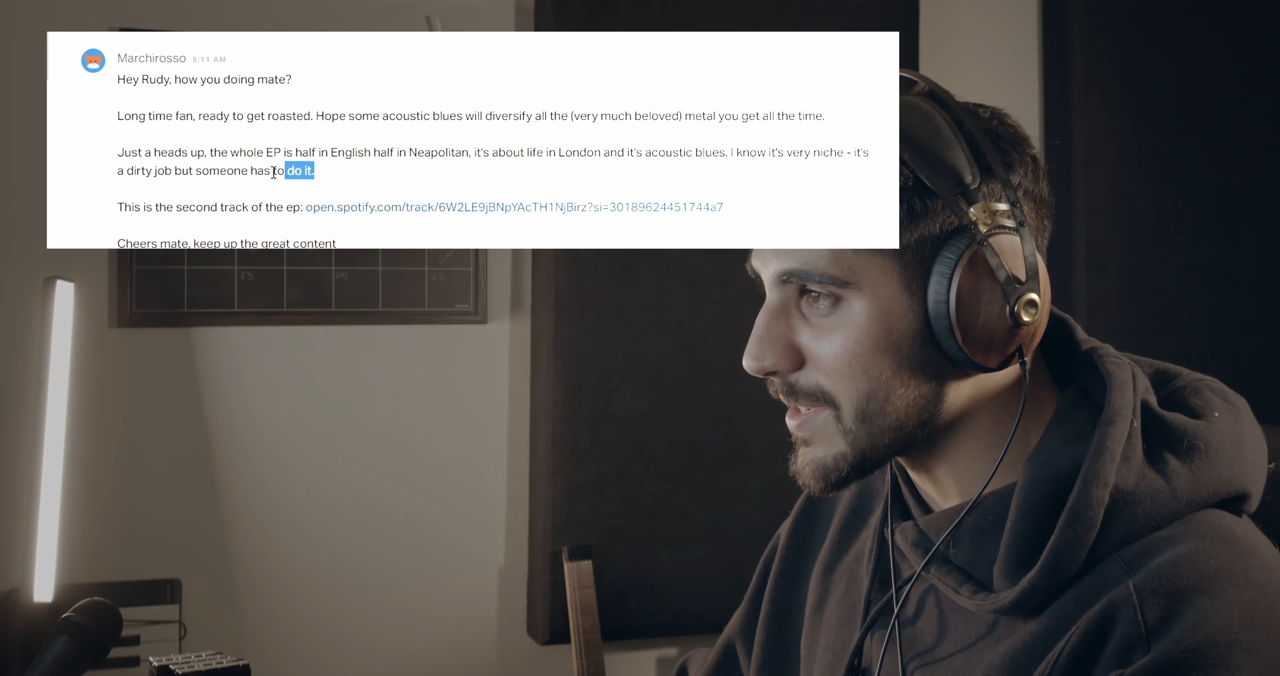 Marchirosso 5:11 AM
Hey Rudy, how you doing mate?
Long time fan, ready to get roasted. Hope some acoustic blues will diversify all the (very much beloved) metal you get all the time.
Just a heads up, the whole EP is half in English half in Neapolitan, it's about life in London and it's acoustic blues. I know it's very niche - it's
a dirty job but someone has to do it.
This is the second track of the ep: open.spotify.com/track/6W2LE9jBNpYAcTH1NjBirz?si=30189624451744a7
Cheers mate, keep up the great content